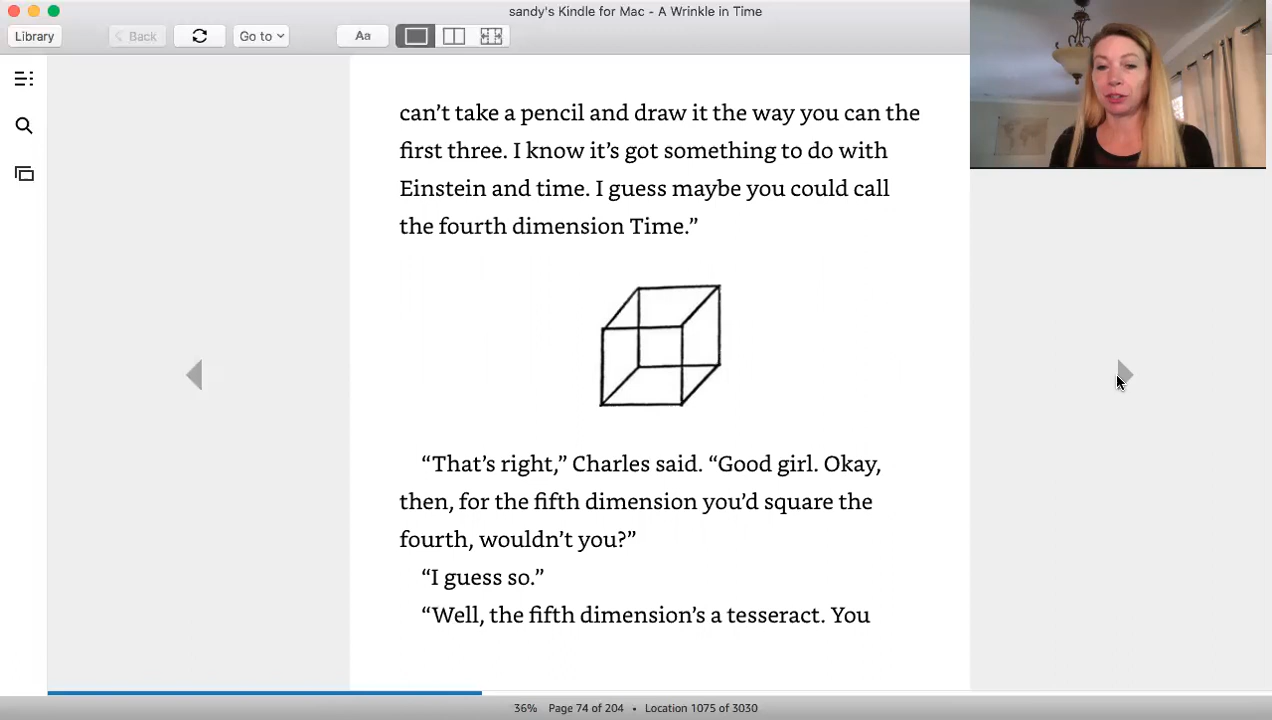 sandy's Kindle for Mac - A Wrinkle in Time
Library
Back
Go to
Aa
can’t take a pencil and draw it the way you can the
first three. I know it’s got something to do with
Einstein and time. I guess maybe you could call
the fourth dimension Time.”
“That’s right,” Charles said. “Good girl. Okay,
then, for the fifth dimension you’d square the
fourth, wouldn’t you?”
“I guess so.”
“Well, the fifth dimension’s a tesseract. You
36% Page 74 of 204 • Location 1075 of 3030